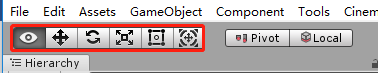 File Edit Assets GameObject Component Tools
Pivot Local
Hierarchy